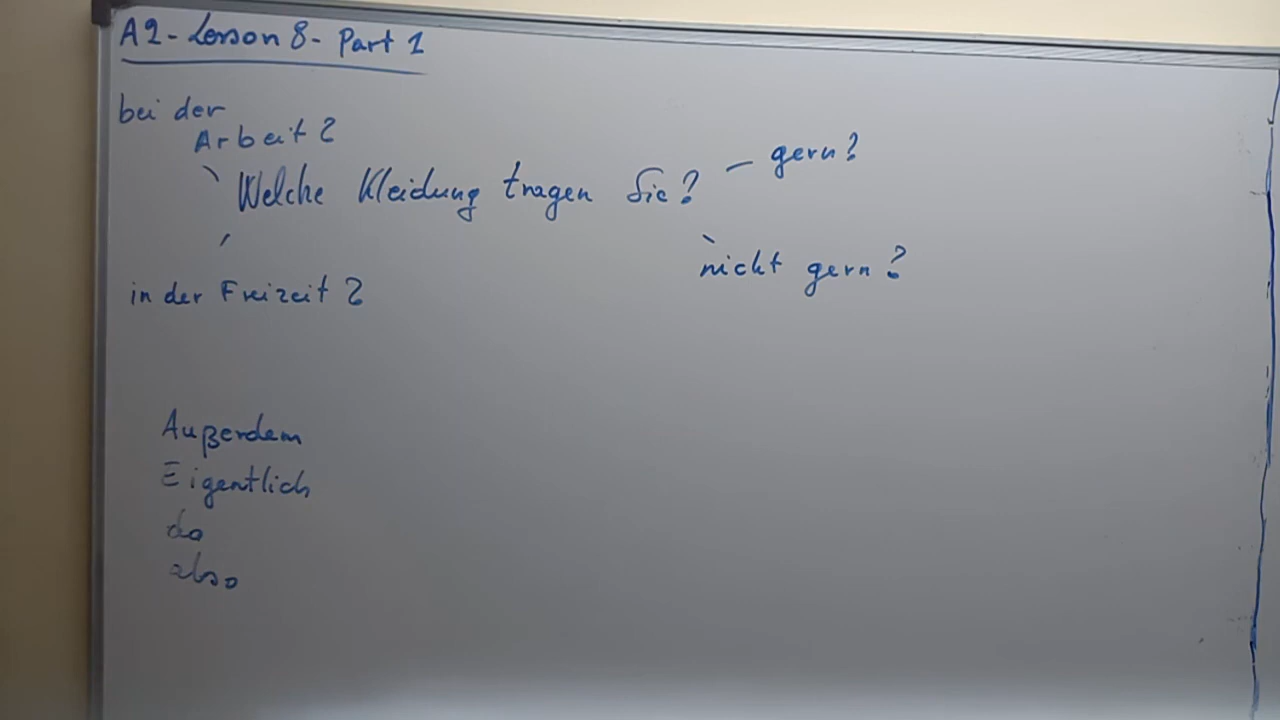 A2 - Lesson 8 - Part 1
bei der
Arbeit?
Welche Kleidung tragen Sie?
- gern?
nicht gern?
in der Freizeit?
Außerdem
Eigentlich
da
also